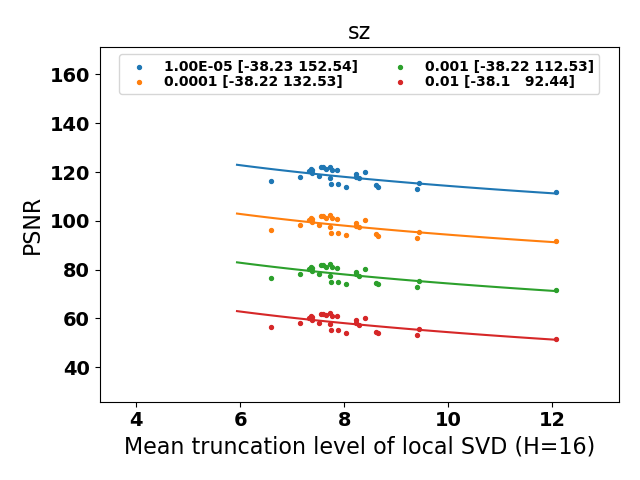 sz
1.00E-05 [-38.23 152.54]
0.0001 [-38.22 132.53]
0.001 [-38.22 112.53]
0.01 [-38.1   92.44]
PSNR
160
140
120
100
80
60
40
4 6 8 10 12
Mean truncation level of local SVD (H=16)